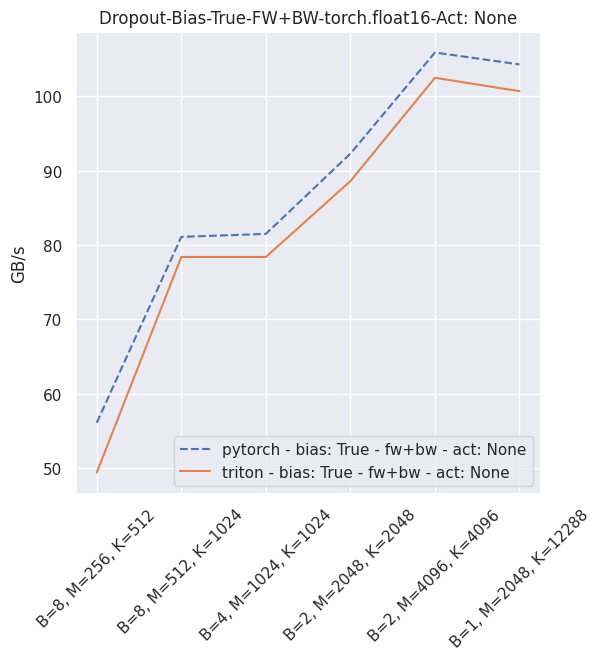 Dropout-Bias-True-FW+BW-torch.float16-Act: None
GB/s
100
90
80
70
60
50
pytorch - bias: True - fw+bw - act: None
triton - bias: True - fw+bw - act: None
B=8, M=256, K=512
B=8, M=512, K=1024
B=4, M=1024, K=1024
B=2, M=2048, K=2048
B=2, M=4096, K=4096
B=1, M=2048, K=12288